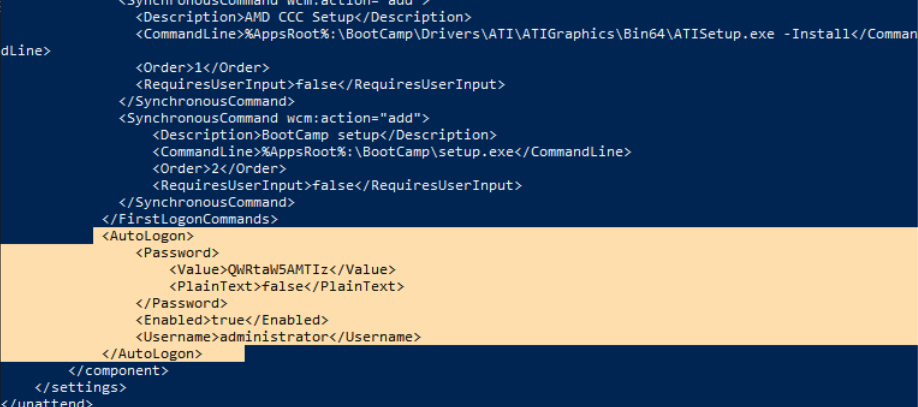 <SynchronousCommand wcm:action="add">
<Description>AMD CCC Setup</Description>
<CommandLine>%AppsRoot%:\BootCamp\Drivers\ATI\ATIGraphics\Bin64\ATISetup.exe -Install</Comman
dLine>
<Order>1</Order>
<RequiresUserInput>false</RequiresUserInput>
</SynchronousCommand>
<SynchronousCommand wcm:action="add">
<Description>BootCamp setup</Description>
<CommandLine>%AppsRoot%:\BootCamp\setup.exe</CommandLine>
<Order>2</Order>
<RequiresUserInput>false</RequiresUserInput>
</SynchronousCommand>
</FirstLogonCommands>
<AutoLogon>
<Password>
<Value>QWRtaW5AMTIz</Value>
<PlainText>false</PlainText>
</Password>
<Enabled>true</Enabled>
<Username>administrator</Username>
</AutoLogon>
</component>
</settings>
</unattend>